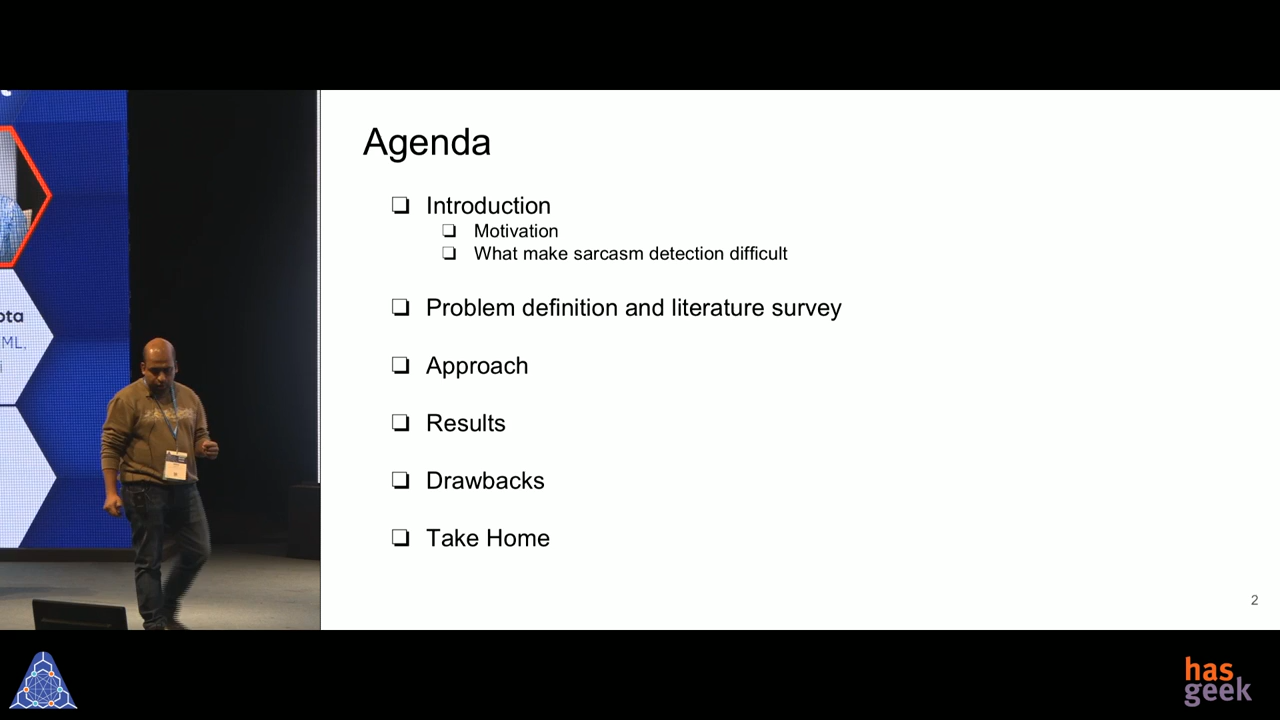 Agenda
❏ Introduction
❏ Motivation
❏ What make sarcasm detection difficult
❏ Problem definition and literature survey
❏ Approach
❏ Results
❏ Drawbacks
❏ Take Home
2
ML,
has
geek